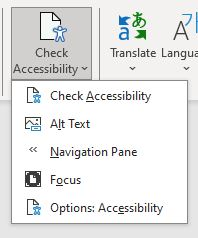 Check
Accessibility
Translate
Langua
Check Accessibility
Alt Text
Navigation Pane
Focus
Options: Accessibility